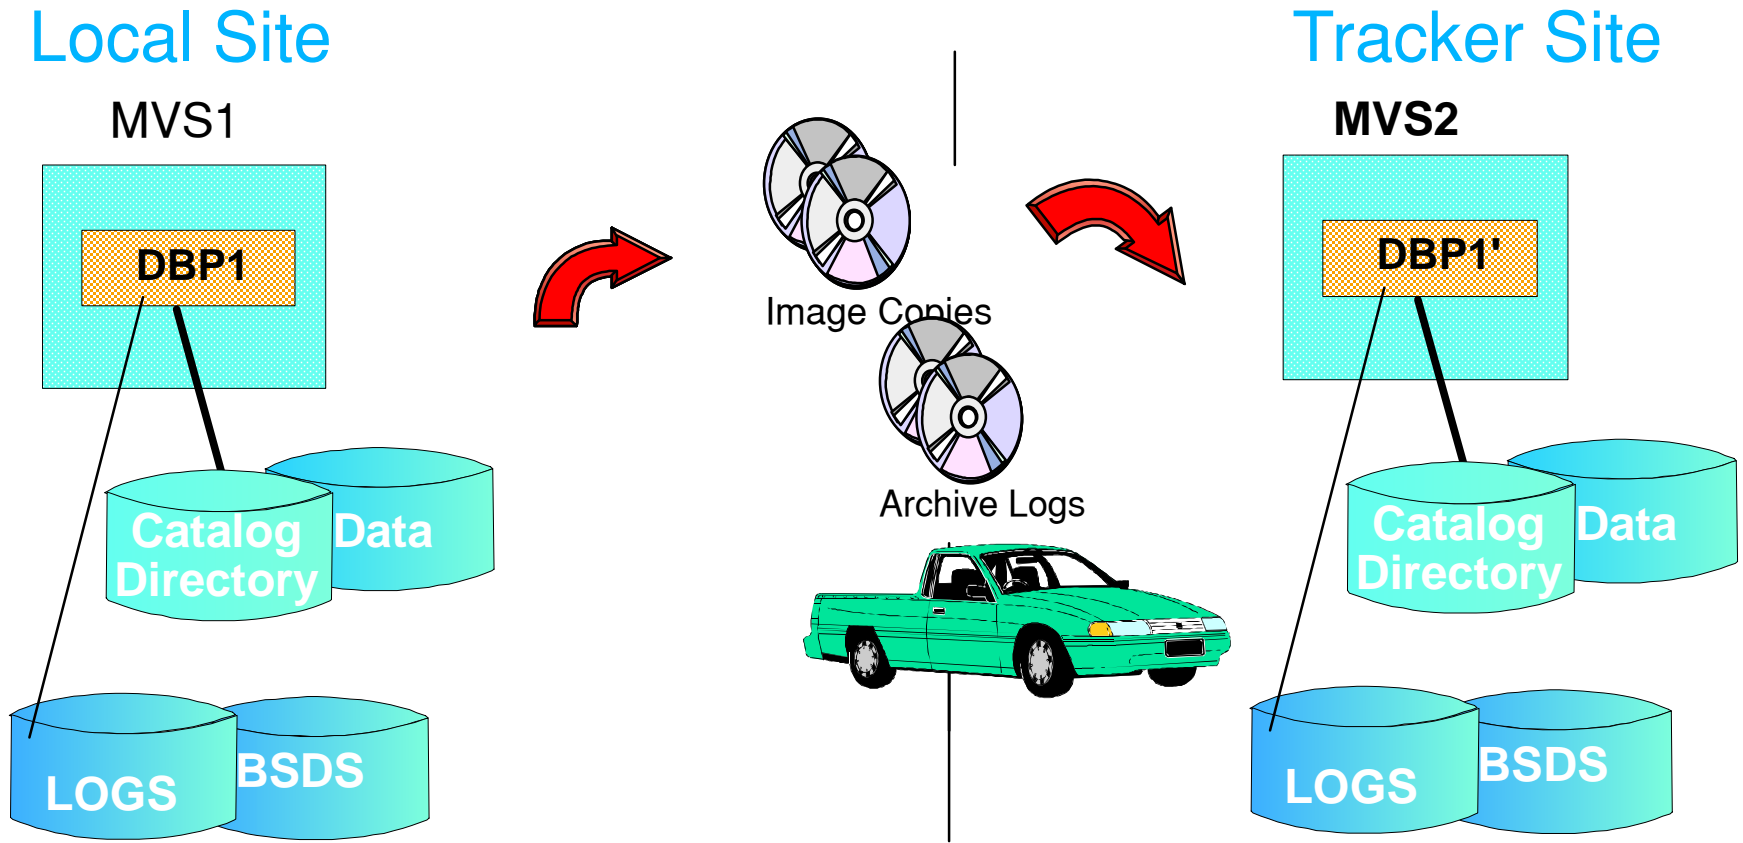 Local Site
Tracker Site
MVS1
MVS2
DBP1
DBP1'
Image Copies
Archive Logs
Catalog
Directory
Data
Catalog
Directory
Data
LOGS
BSDS
LOGS
BSDS